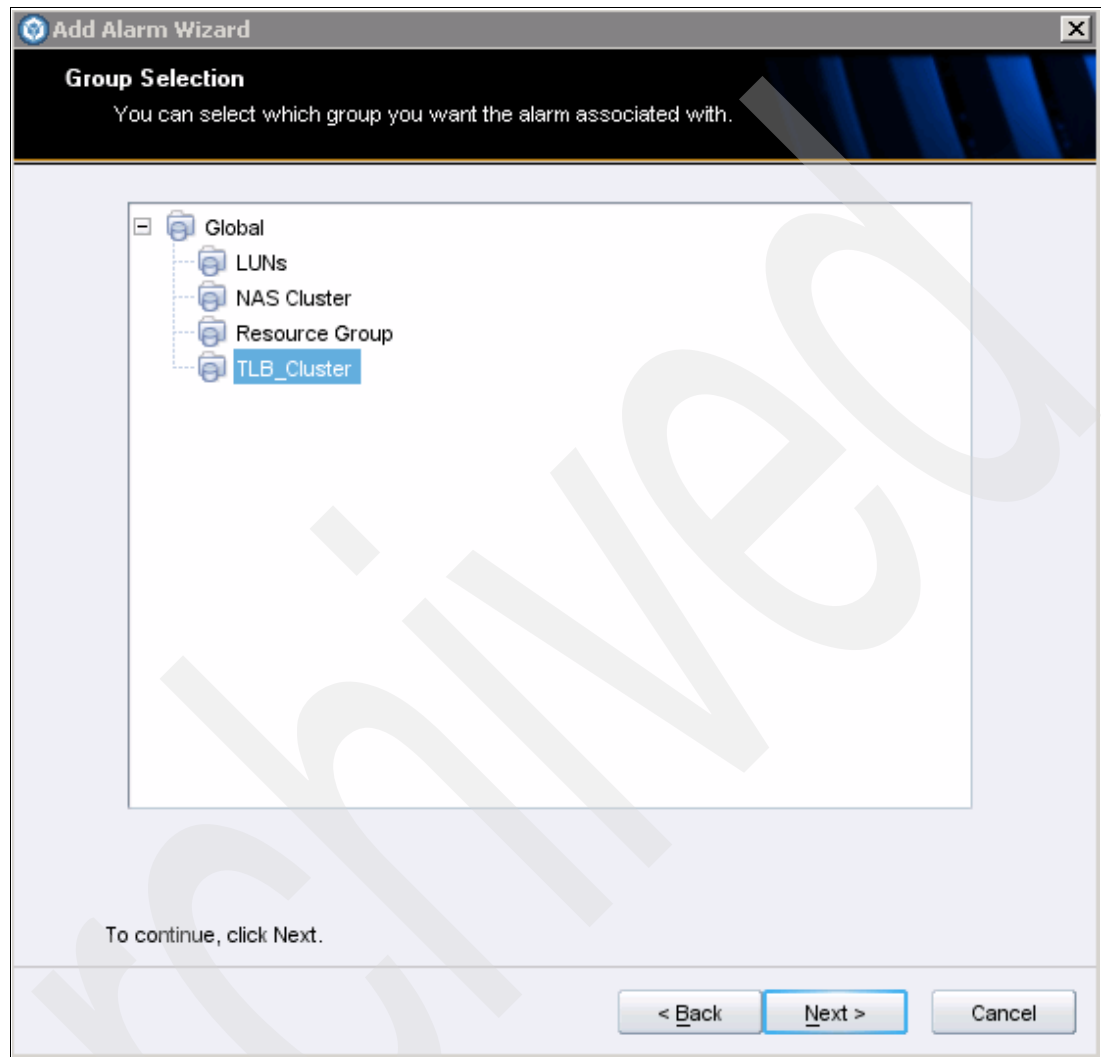 Add Alarm Wizard
Group Selection
You can select which group you want the alarm associated with.
Global
LUNs
NAS Cluster
Resource Group
TLB_Cluster
To continue, click Next.
< Back
Next >
Cancel
rchived